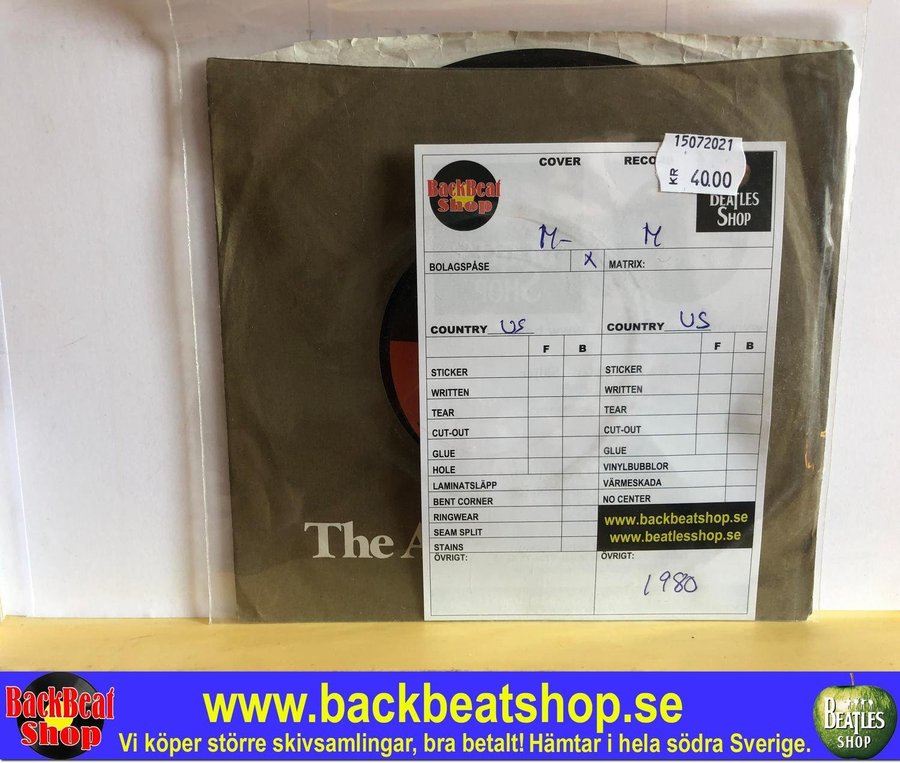 15072021
KR 40.00
COVER
BackBeat
Shop
BEATLES
SHOP
M-
M
BOLAGSPÅSE X
MATRIX:
COUNTRY US
COUNTRY US
F B
F B
STICKER
STICKER
WRITTEN
WRITTEN
TEAR
TEAR
CUT-OUT
CUT-OUT
GLUE
GLUE
HOLE
VINYLBUBBLOR
LAMINATSLÄPP
VÄRMESKADA
BENT CORNER
NO CENTER
RINGWEAR
SEAM SPLIT
STAINS
www.backbeatshop.se
www.beatlesshop.se
ÖVRIGT:
ÖVRIGT:
1980
The
BackBeat
Shop
www.backbeatshop.se
Vi köper större skivsamlingar, bra betalt! Hämtar i hela södra Sverige.
BEATLES
SHOP